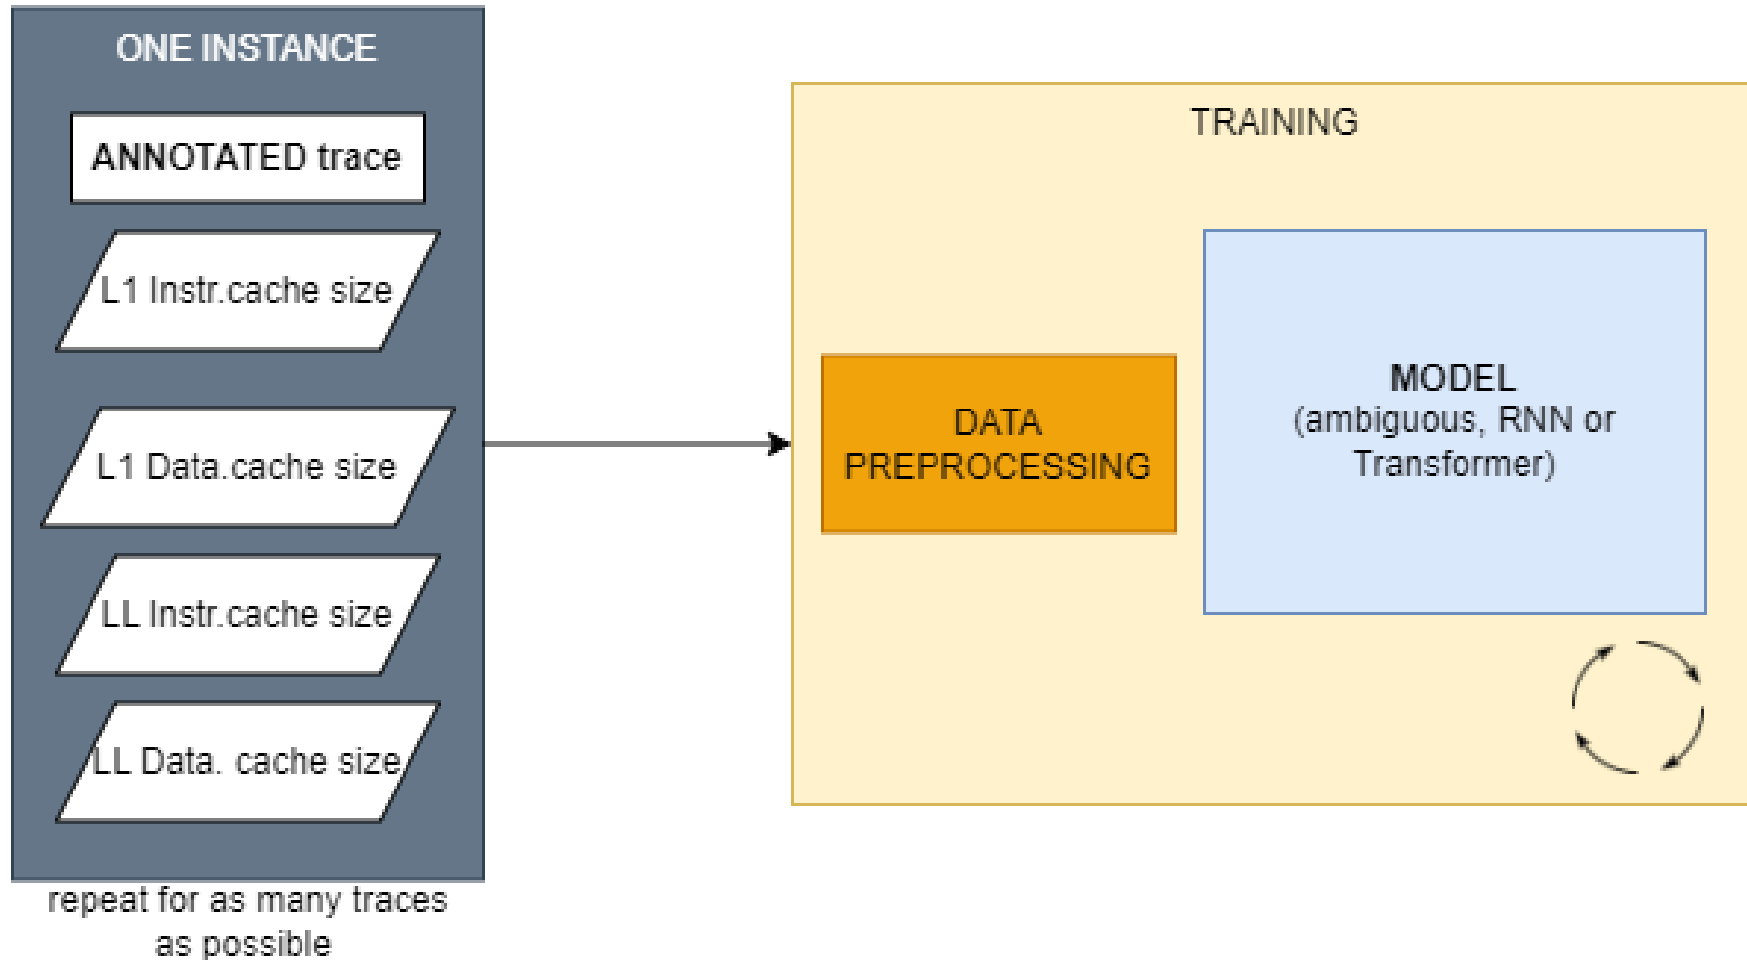 ONE INSTANCE
ANNOTATED trace
L1 Instr.cache size
L1 Data.cache size
LL Instr.cache size
LL Data. cache size
repeat for as many traces
as possible
TRAINING
DATA
PREPROCESSING
MODEL
(ambiguous, RNN or
Transformer)